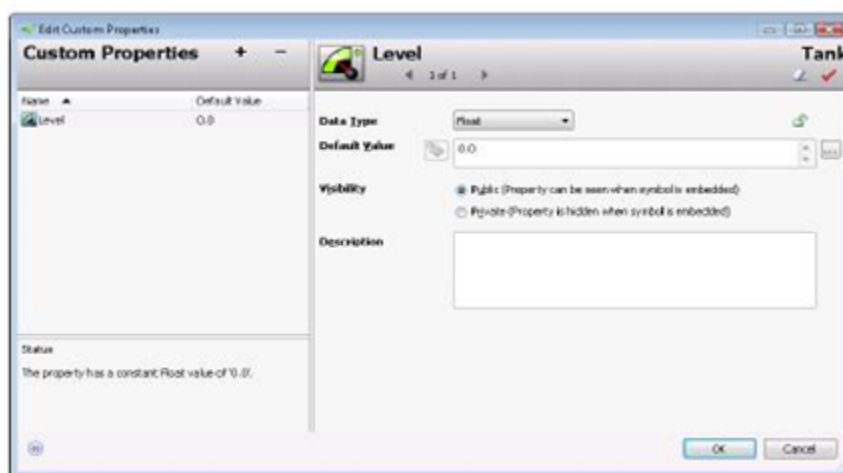 Edit Custom Properties
Custom Properties + −
Name Default Value
Level 0.0
Status
The property has a constant Float value of '0.0'.
Level
1 of 1
Tank
Data Type Float
Default Value 0.0
Visibility Public (Property can be seen when symbol is embedded)
Private (Property is hidden when symbol is embedded)
Description
OK Cancel